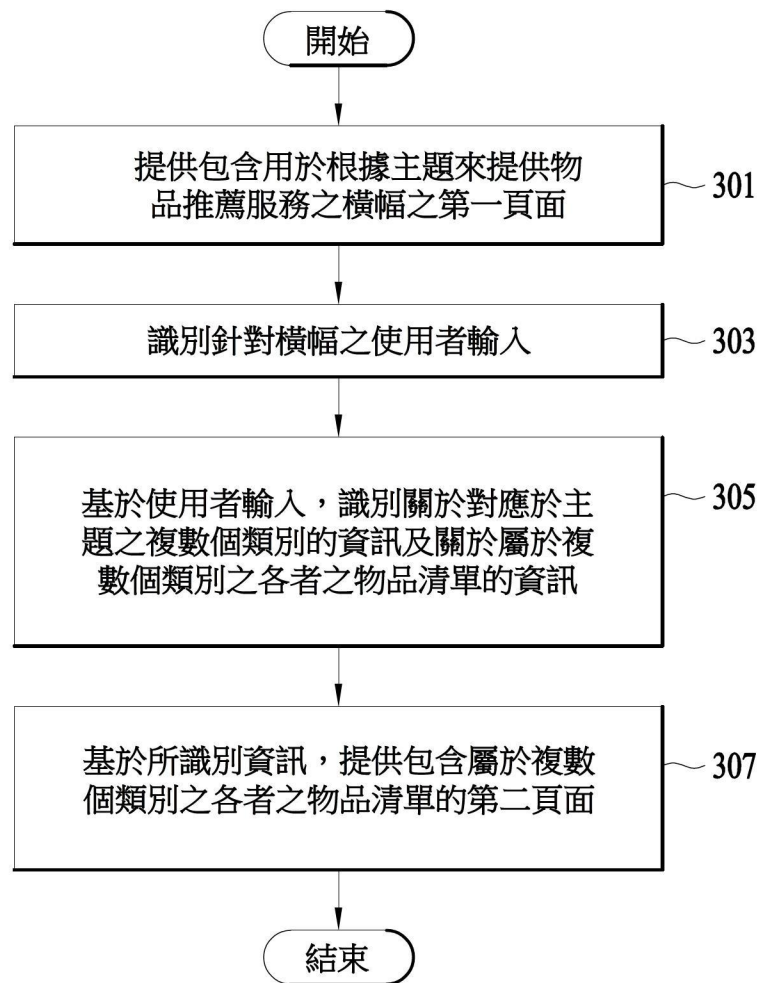 開始
提供包含用於根據主題來提供物
品推薦服務之橫幅之第一頁面
301
識別針對橫幅之使用者輸入
303
基於使用者輸入，識別關於對應於主
題之複數個類別的資訊及關於屬於複
數個類別之各者之物品清單的資訊
305
基於所識別資訊，提供包含屬於複數
個類別之各者之物品清單的第二頁面
307
結束